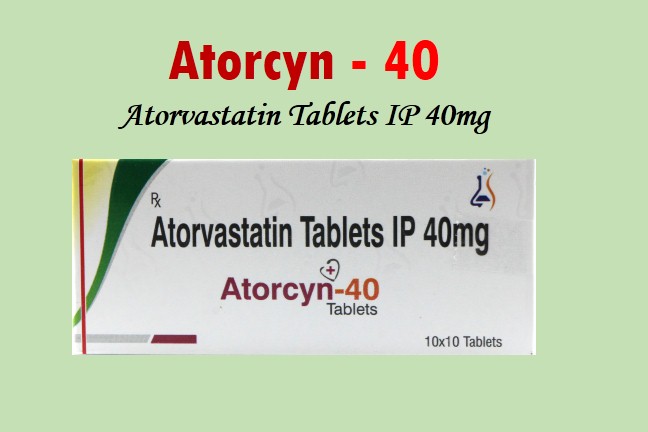 Atorcyn - 40
Atorvastatin Tablets IP 40mg
Rx
Atorvastatin Tablets IP 40mg
Atorcyn-40
Tablets
10x10 Tablets